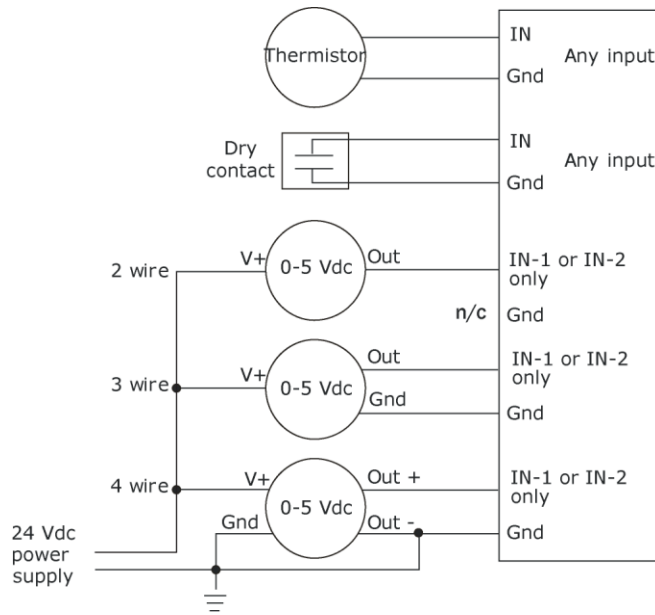 Thermistor
IN
Any input
Gnd
Dry
contact
IN
Any input
Gnd
2 wire
V+
0-5 Vdc
Out
IN-1 or IN-2
only
n/c
Gnd
3 wire
V+
0-5 Vdc
Out
Gnd
IN-1 or IN-2
only
Gnd
4 wire
V+
Gnd
0-5 Vdc
Out +
Out -
IN-1 or IN-2
only
Gnd
24 Vdc
power
supply